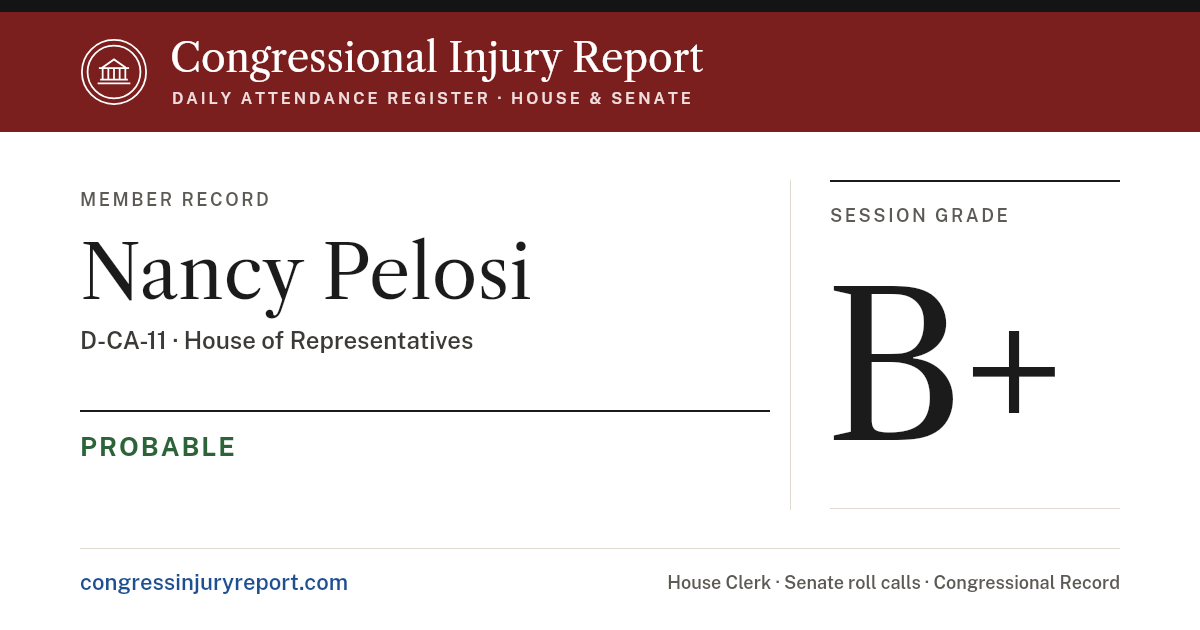 Congressional Injury Report
DAILY ATTENDANCE REGISTER · HOUSE & SENATE
MEMBER RECORD
Nancy Pelosi
D-CA-11 · House of Representatives
PROBABLE
SESSION GRADE
B+
congressinjuryreport.com
House Clerk · Senate roll calls · Congressional Record